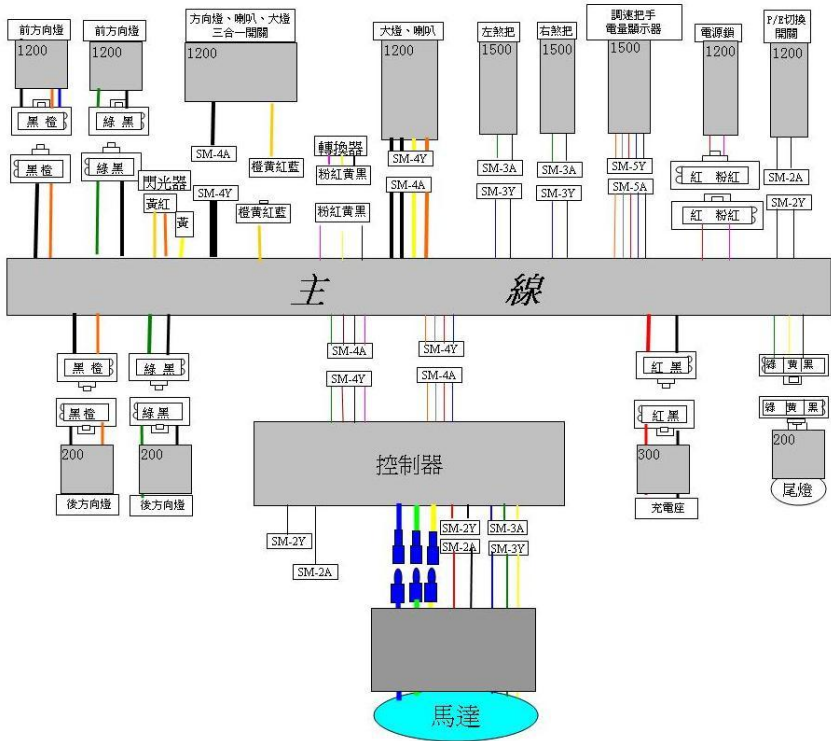 前方向燈
1200
前方向燈
1200
方向燈、喇叭、大燈
三合一開關
1200
大燈、喇叭
1200
左煞把
1500
右煞把
1500
調速把手
電量顯示器
1500
電源鎖
1200
P/E切換
開關
1200
黑 橙
綠 黑
SM-4A
橙黃紅藍
轉換器
粉紅黃黑
SM-4Y
SM-3A
SM-3A
SM-5Y
紅 粉紅
SM-2A
黑橙
綠黑
閃光器
黃紅
黃
SM-4Y
橙黃紅藍
粉紅黃黑
SM-4A
SM-3Y
SM-3Y
SM-5A
紅 粉紅
SM-2Y
主 線
黑 橙
綠 黑
SM-4A
SM-4Y
紅 黑
綠 黃 黑
黑橙
綠 黑
SM-4Y
SM-4A
紅黑
綠 黃 黑
200
後方向燈
200
後方向燈
控制器
300
充電座
200
尾燈
SM-2Y
SM-2A
SM-2Y
SM-3A
SM-2A
SM-3Y
馬達